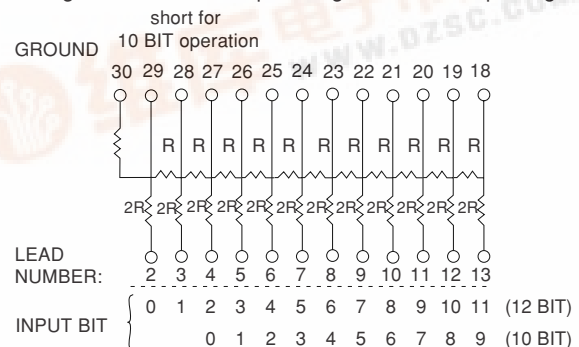 short for
GROUND 10 BIT operation
30 29 28 27 26 25 24 23 22 21 20 19 18
R R R R R R R R R R R
2R 2R 2R 2R 2R 2R 2R 2R 2R 2R 2R 2R
LEAD
NUMBER: 2 3 4 5 6 7 8 9 10 11 12 13
0 1 2 3 4 5 6 7 8 9 10 11 (12 BIT)
INPUT BIT
0 1 2 3 4 5 6 7 8 9 (10 BIT)